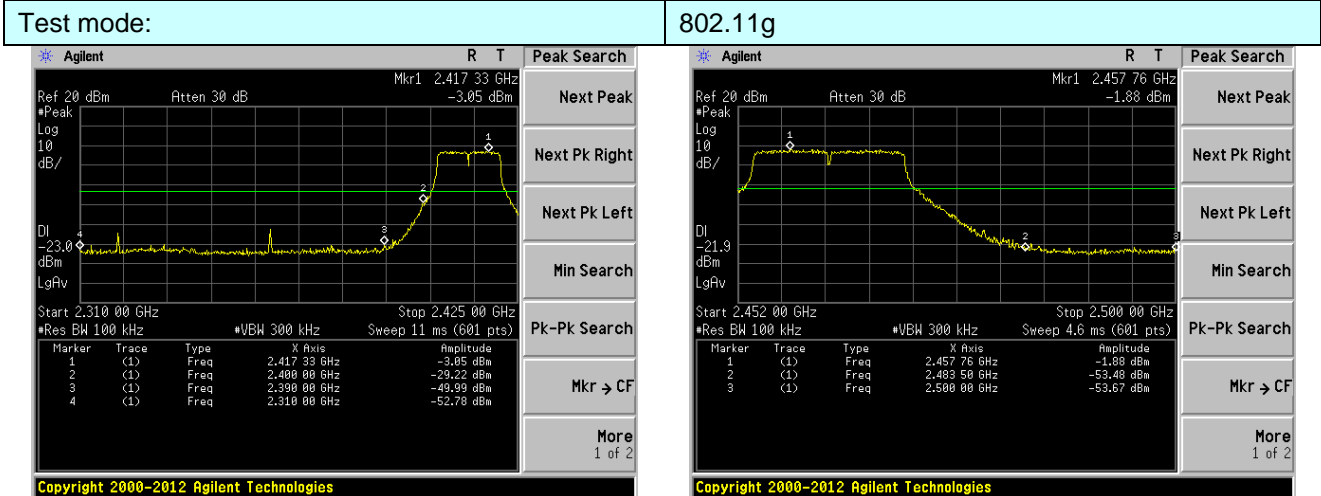 Test mode:
802.11g
Agilent
R T
Peak Search
Mkr1 2.417 33 GHz
Ref 20 dBm Atten 30 dB -3.05 dBm
#Peak
Log
10
dB/
1
2
3
4
DI
-23.0
dBm
LgAv
Start 2.310 00 GHz Stop 2.425 00 GHz
#Res BW 100 kHz #VBW 300 kHz Sweep 11 ms (601 pts)
Marker Trace Type X Axis Amplitude
1 (1) Freq 2.417 33 GHz -3.05 dBm
2 (1) Freq 2.400 00 GHz -29.22 dBm
3 (1) Freq 2.390 00 GHz -49.99 dBm
4 (1) Freq 2.310 00 GHz -52.78 dBm
Next Peak
Next Pk Right
Next Pk Left
Min Search
Pk-Pk Search
Mkr → CF
More
1 of 2
Copyright 2000-2012 Agilent Technologies
Agilent
R T
Peak Search
Mkr1 2.457 76 GHz
Ref 20 dBm Atten 30 dB -1.88 dBm
#Peak
Log
10
dB/
1
2
3
DI
-21.9
dBm
LgAv
Start 2.452 00 GHz Stop 2.500 00 GHz
#Res BW 100 kHz #VBW 300 kHz Sweep 4.6 ms (601 pts)
Marker Trace Type X Axis Amplitude
1 (1) Freq 2.457 76 GHz -1.88 dBm
2 (1) Freq 2.483 50 GHz -53.48 dBm
3 (1) Freq 2.500 00 GHz -53.67 dBm
Next Peak
Next Pk Right
Next Pk Left
Min Search
Pk-Pk Search
Mkr → CF
More
1 of 2
Copyright 2000-2012 Agilent Technologies